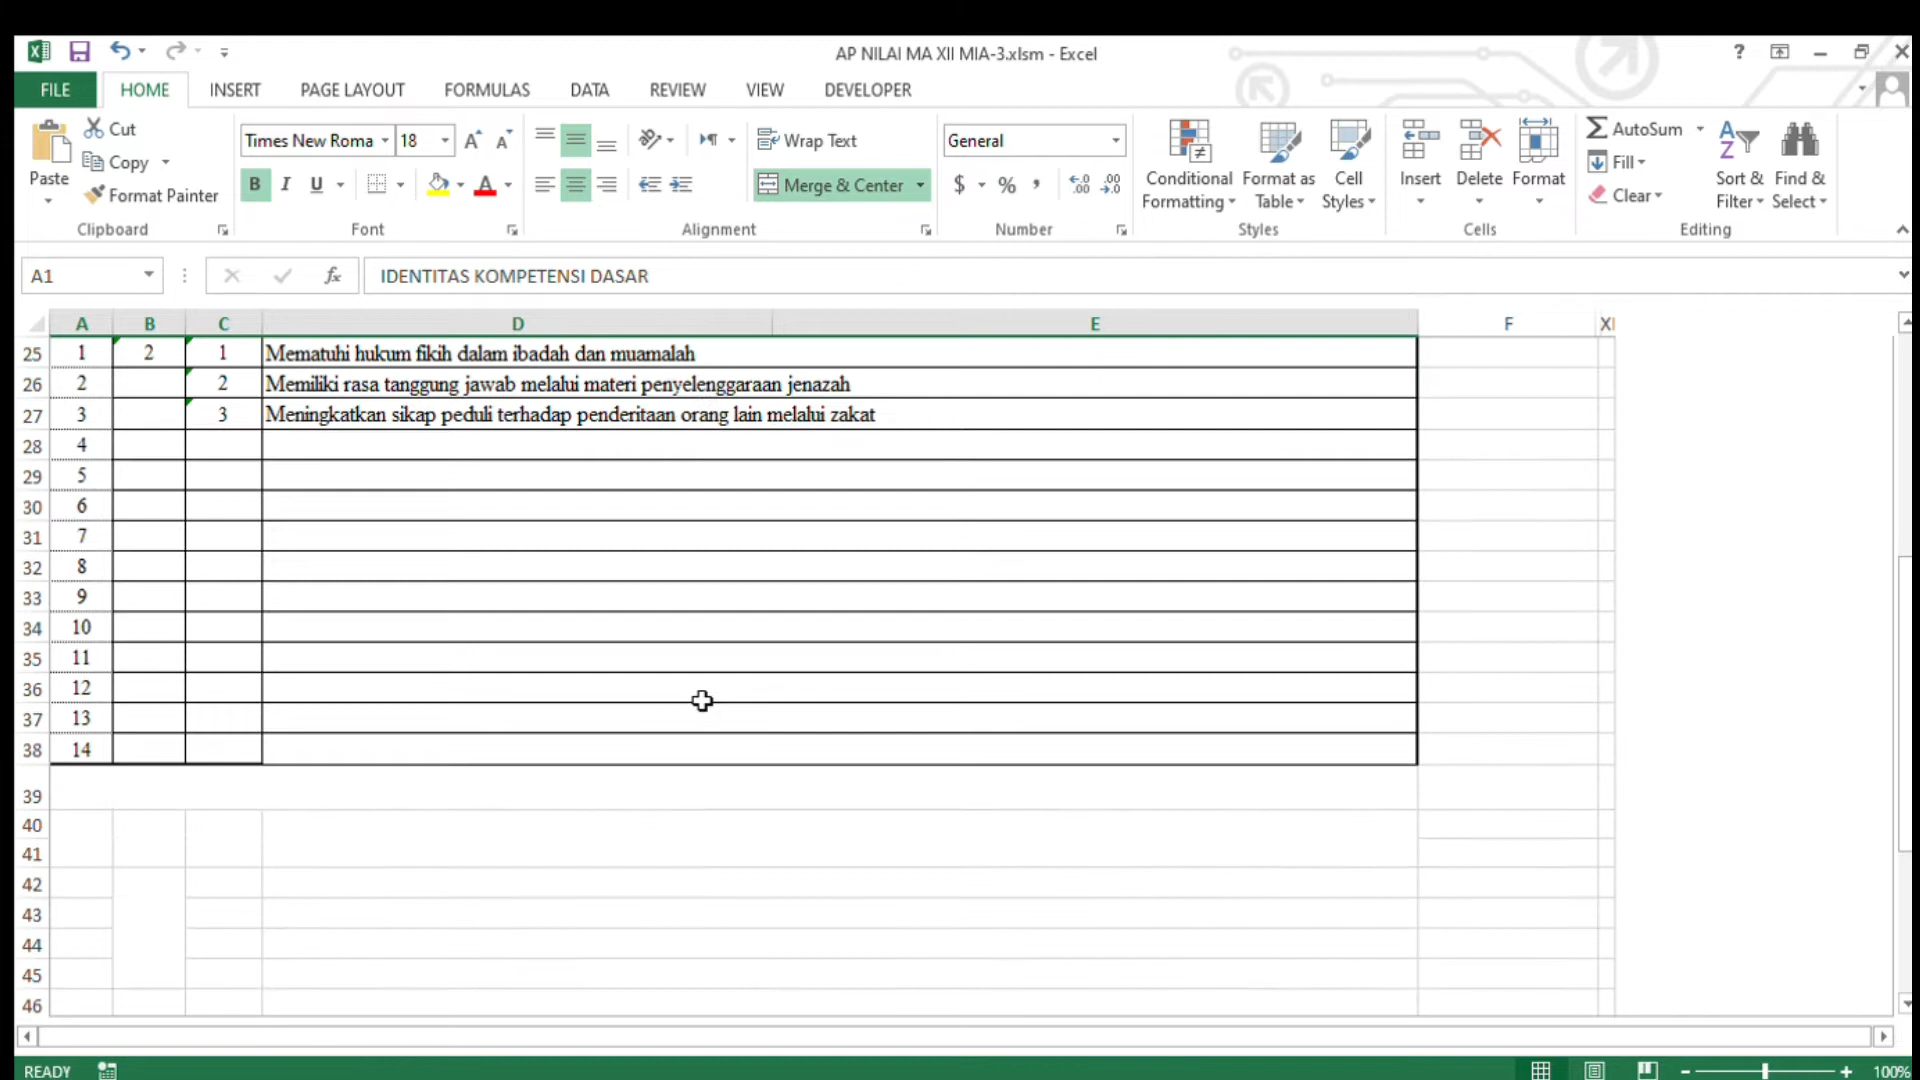 AP NILAI MA XII MIA-3.xlsm - Excel
?
FILE HOME INSERT PAGE LAYOUT FORMULAS DATA REVIEW VIEW DEVELOPER
Paste
Cut
Copy
Format Painter
Clipboard
Times New Roma 18
B I U
Font
Wrap Text
Merge & Center
Alignment
General
$ % ,
Number
Conditional Formatting
Format as Table
Cell Styles
Styles
Insert
Delete
Format
Cells
AutoSum
Fill
Clear
Sort & Filter
Find & Select
Editing
A1 fx IDENTITAS KOMPETENSI DASAR
A B C D E F
25 1 2 1 Mematuhi hukum fikih dalam ibadah dan muamalah
26 2 2 Memiliki rasa tanggung jawab melalui materi penyelenggaraan jenazah
27 3 3 Meningkatkan sikap peduli terhadap penderitaan orang lain melalui zakat
28 4
29 5
30 6
31 7
32 8
33 9
34 10
35 11
36 12
37 13
38 14
39
40
41
42
43
44
45
46
READY 100%